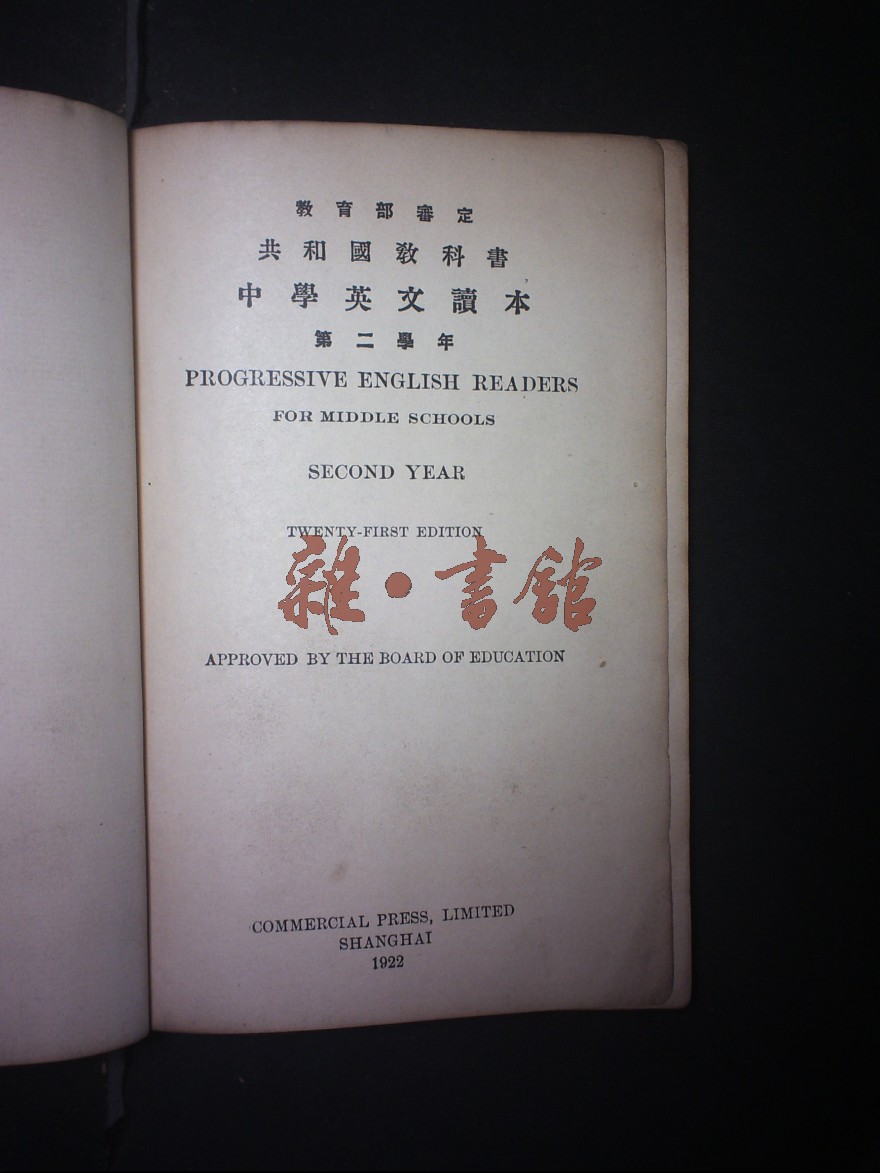 教育部審定
共和國教科書
中學英文讀本
第二學年
PROGRESSIVE ENGLISH READERS
FOR MIDDLE SCHOOLS
SECOND YEAR
TWENTY-FIRST EDITION
雜·書館
APPROVED BY THE BOARD OF EDUCATION
COMMERCIAL PRESS, LIMITED
SHANGHAI
1922